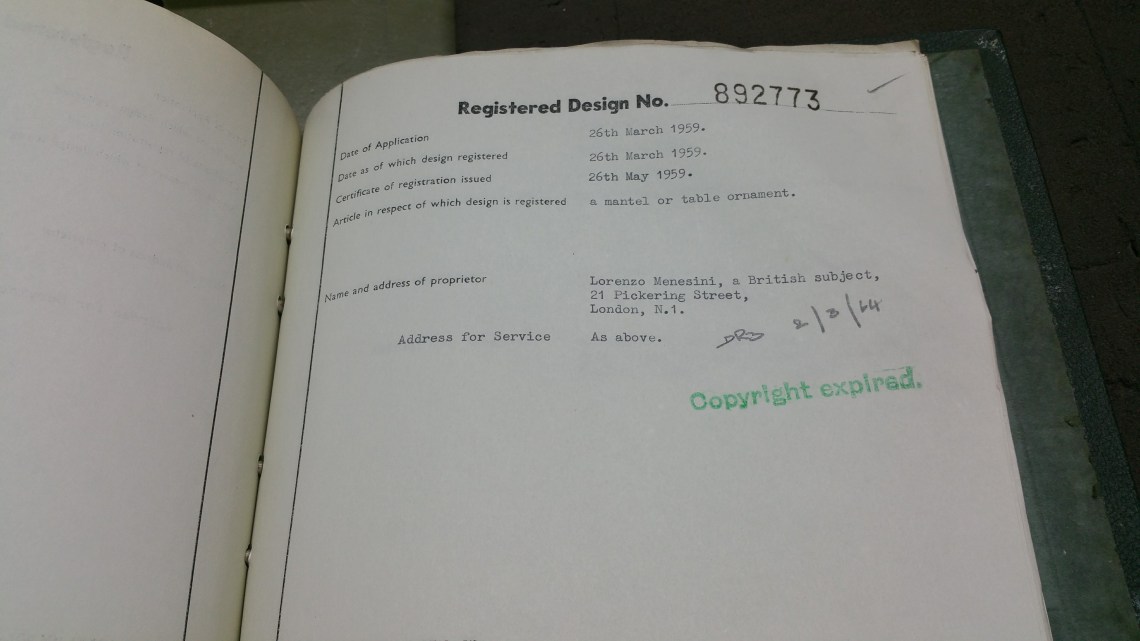 Registered Design No. 892773
Date of Application 26th March 1959.
Date as of which design registered 26th March 1959.
Certificate of registration issued 26th May 1959.
Article in respect of which design is registered a mantel or table ornament.
Name and address of proprietor Lorenzo Menesini, a British subject,
21 Pickering Street,
London, N.1.
Address for Service As above.
2/3/64
Copyright expired.